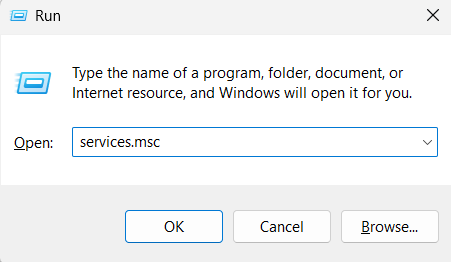 Run
Type the name of a program, folder, document, or
Internet resource, and Windows will open it for you.
Open: services.msc
OK Cancel Browse...